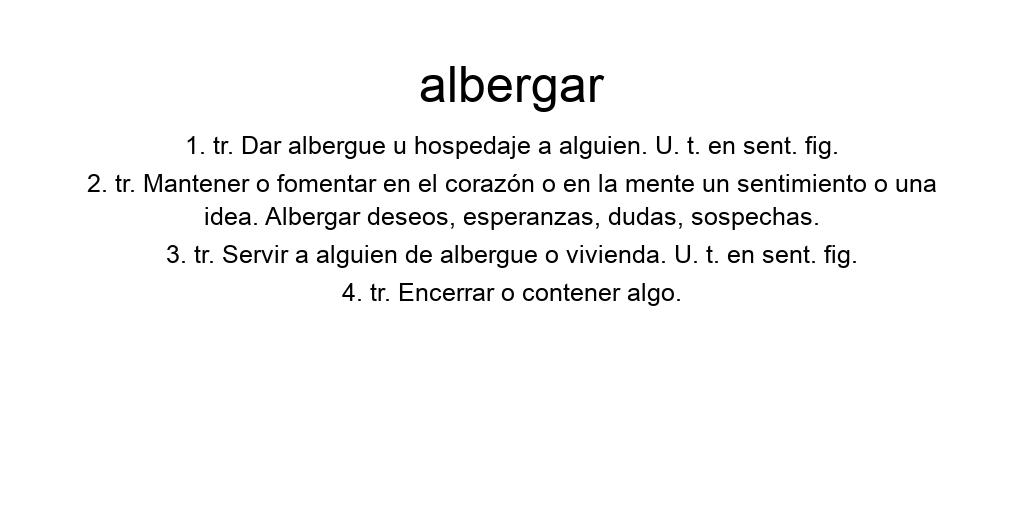 albergar
1. tr. Dar albergue u hospedaje a alguien. U. t. en sent. fig.
2. tr. Mantener o fomentar en el corazón o en la mente un sentimiento o una
idea. Albergar deseos, esperanzas, dudas, sospechas.
3. tr. Servir a alguien de albergue o vivienda. U. t. en sent. fig.
4. tr. Encerrar o contener algo.